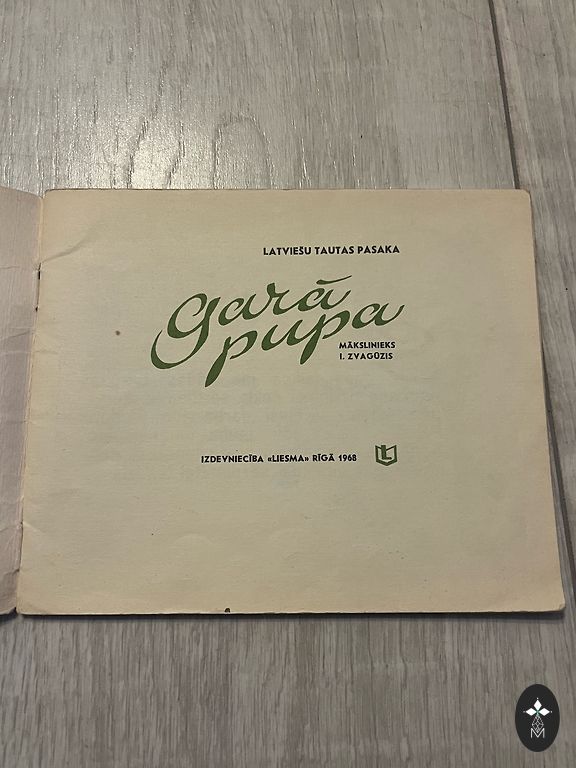 LATVIEŠU TAUTAS PASAKA
garā
pupa
MĀKSLINIEKS
I. ZVAGŪZIS
IZDEVNIECĪBA «LIESMA» RĪGĀ 1968
L
M